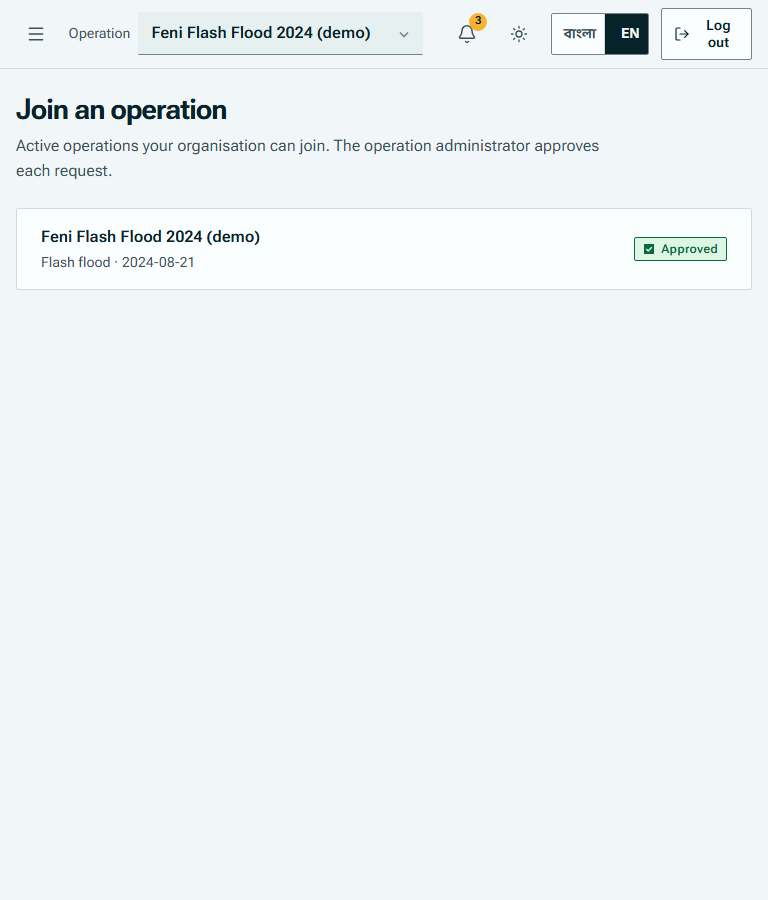 Operation
Feni Flash Flood 2024 (demo)
3
বাংলা
EN
Log
out
Join an operation
Active operations your organisation can join. The operation administrator approves
each request.
Feni Flash Flood 2024 (demo)
Flash flood · 2024-08-21
Approved